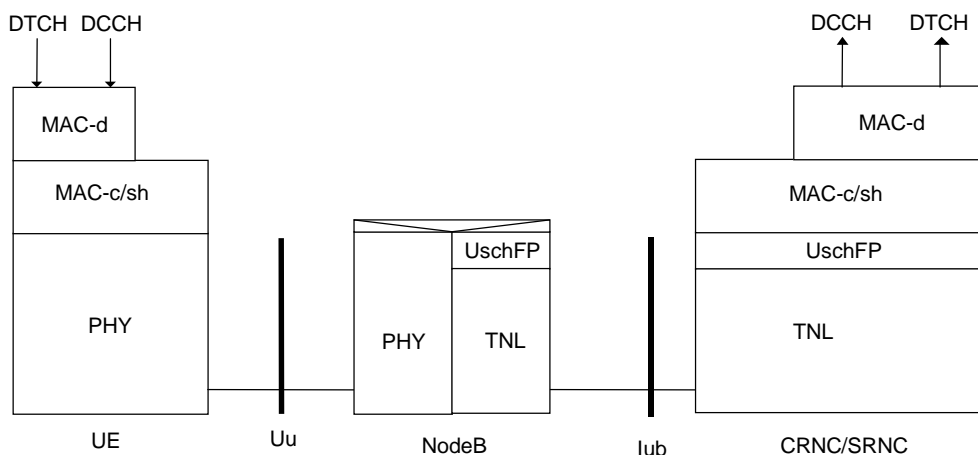 DTCH DCCH
DCCH DTCH
MAC-d
MAC-d
MAC-c/sh
MAC-c/sh
UschFP
UschFP
PHY
PHY
TNL
TNL
UE
Uu
NodeB
Iub
CRNC/SRNC